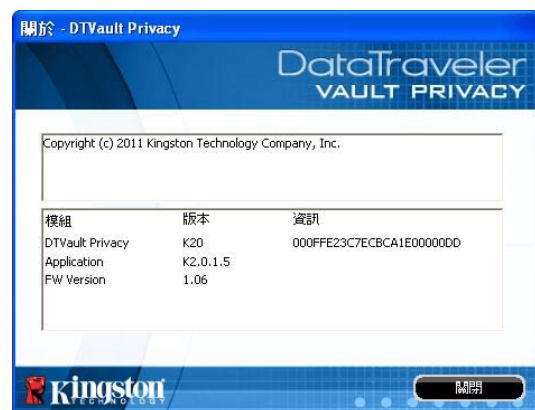 關於 - DTVault Privacy
DataTraveler
VAULT PRIVACY
Copyright (c) 2011 Kingston Technology Company, Inc.
模組 版本 資訊
DTVault Privacy K20 000FFE23C7ECBCA1E00000DD
Application K2.0.1.5
FW Version 1.06
Kingston
TECHNOLOGY
關閉